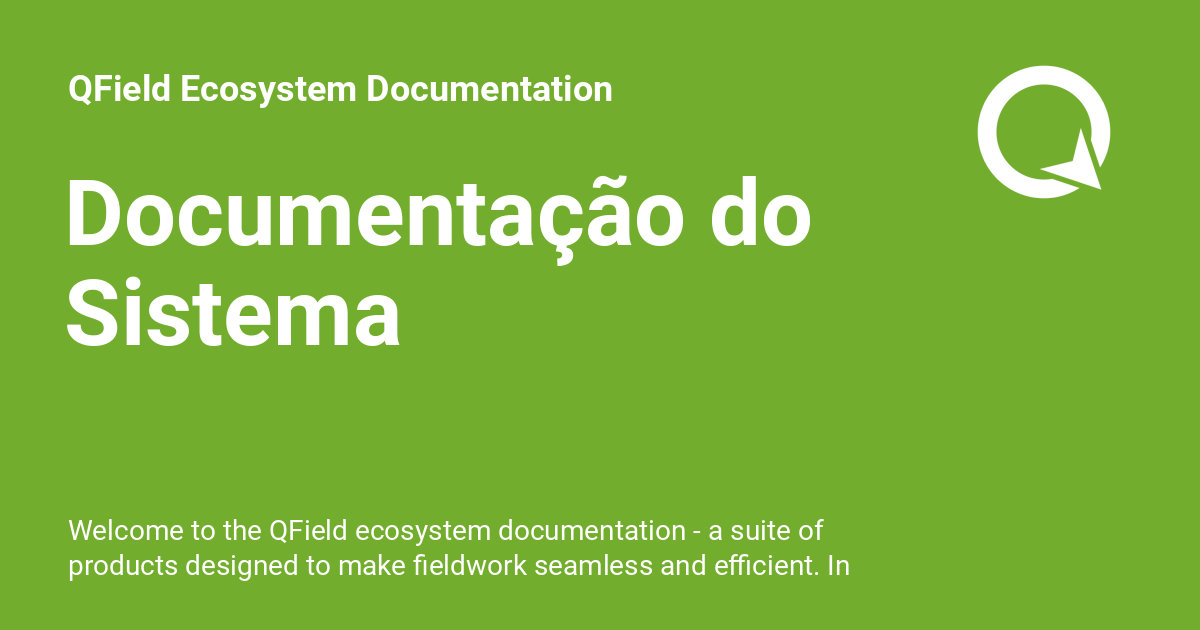 QField Ecosystem Documentation
Documentação do
Sistema
Welcome to the QField ecosystem documentation - a suite of
products designed to make fieldwork seamless and efficient. In